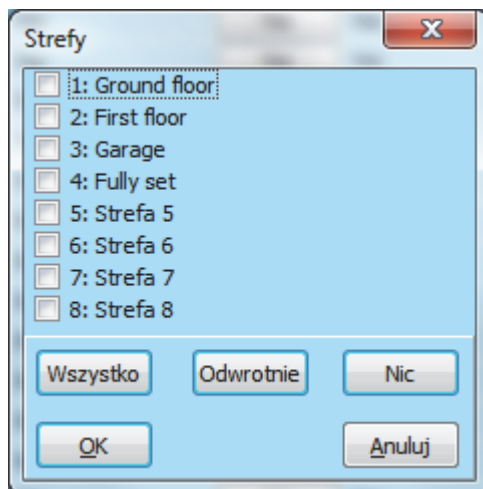 Strefy
1: Ground floor
2: First floor
3: Garage
4: Fully set
5: Strefa 5
6: Strefa 6
7: Strefa 7
8: Strefa 8
Wszystko Odwrotnie Nic
OK Anuluj